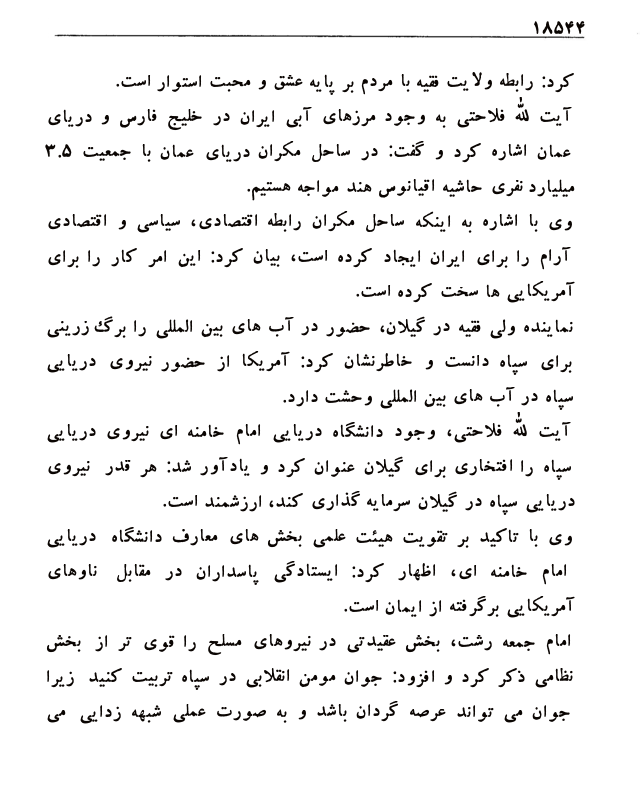 ۱۸۵۴۴
کرد: رابطه ولایت فقیه با مردم بر پایه عشق و محبت استوار است.
آیت لله فلاحتی به وجود مرزهای آبی ایران در خلیج فارس و دریای
عمان اشاره کرد و گفت: در ساحل مکران دریای عمان با جمعیت ۳.۵
میلیارد نفری حاشیه اقیانوس هند مواجه هستیم.
وی با اشاره به اینکه ساحل مکران رابطه اقتصادی، سیاسی و اقتصادی
آرام را برای ایران ایجاد کرده است، بیان کرد: این امر کار را برای
آمریکایی ها سخت کرده است.
نماینده ولی فقیه در گیلان، حضور در آب های بین المللی را برگ زرینی
برای سپاه دانست و خاطرنشان کرد: آمریکا از حضور نیروی دریایی
سپاه در آب های بین المللی وحشت دارد.
آیت لله فلاحتی، وجود دانشگاه دریایی امام خامنه ای نیروی دریایی
سپاه را افتخاری برای گیلان عنوان کرد و یادآور شد: هر قدر نیروی
دریایی سپاه در گیلان سرمایه گذاری کند، ارزشمند است.
وی با تاکید بر تقویت هیئت علمی بخش های معارف دانشگاه دریایی
امام خامنه ای، اظهار کرد: ایستادگی پاسداران در مقابل ناوهای
آمریکایی برگرفته از ایمان است.
امام جمعه رشت، بخش عقیدتی در نیروهای مسلح را قوی تر از بخش
نظامی ذکر کرد و افزود: جوان مومن انقلابی در سپاه تربیت کنید زیرا
جوان می تواند عرصه گردان باشد و به صورت عملی شبهه زدایی می